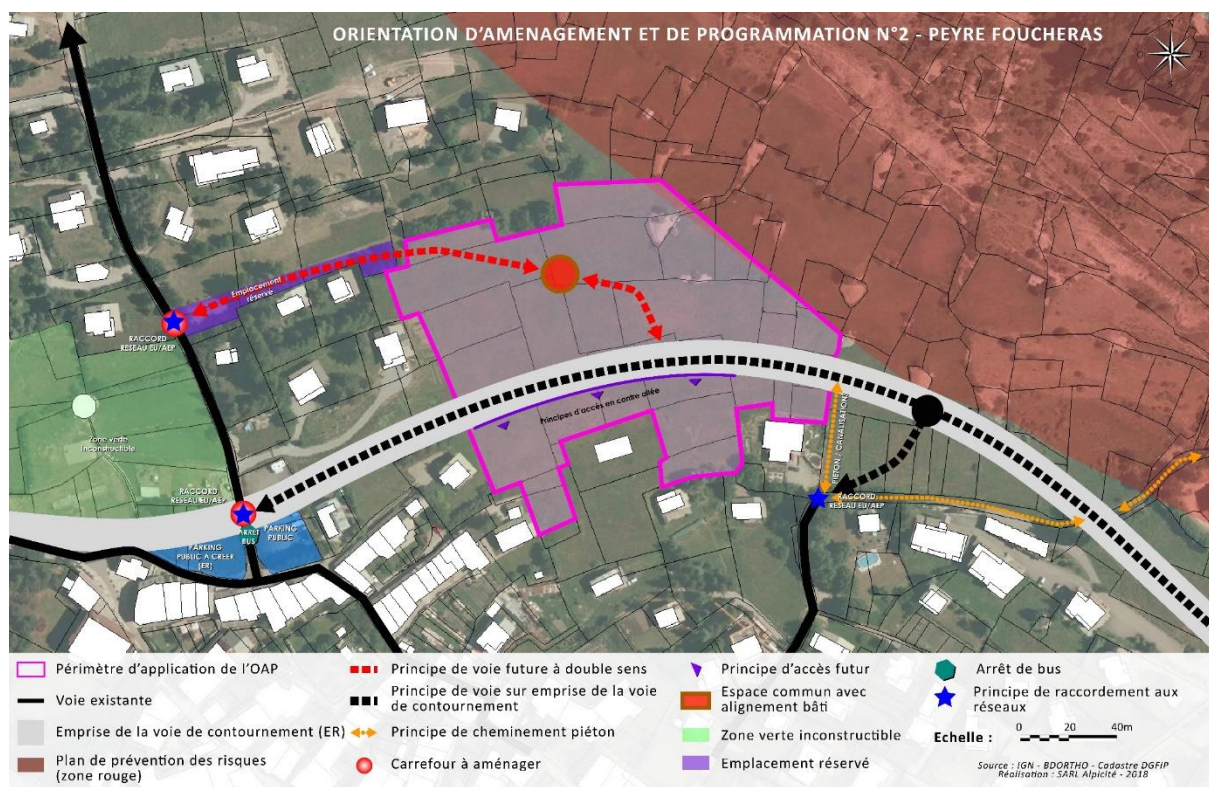 ORIENTATION D'AMENAGEMENT ET DE PROGRAMMATION N°2 - PEYRE FOUCHERAS
S
Emplacement
réservé
RACCORD
RESEAU EU/AEP
Zone verte
inconstructible
Principes d'accès en contre allée
PIETON / CANALISATIONS
RACCORD
RESEAU EU/AEP
RACCORD
RESEAU EU/AEP
ARRET
BUS
PARKING
PUBLIC
PARKING
PUBLIC A CREER
(ER)
Périmètre d'application de l'OAP
Voie existante
Emprise de la voie de contournement (ER)
Plan de prévention des risques
(zone rouge)
Principe de voie future à double sens
Principe de voie sur emprise de la voie
de contournement
Principe de cheminement piéton
Carrefour à aménager
Principe d'accès futur
Espace commun avec
alignement bâti
Zone verte inconstructible
Emplacement réservé
Arrêt de bus
Principe de raccordement aux
réseaux
Echelle :
0 20 40m
Source : IGN - BDORTHO - Cadastre DGFIP
Réalisation : SARL Alpicité - 2018